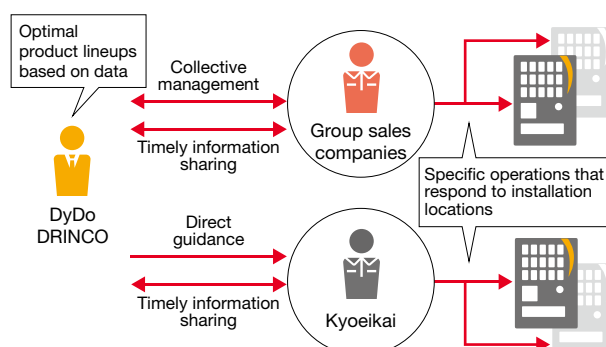 Optimal
product lineups
based on data
Collective
management
Timely information
sharing
Group sales
companies
Specific operations that
respond to installation
locations
DyDo
DRINCO
Direct
guidance
Timely information
sharing
Kyoeikai